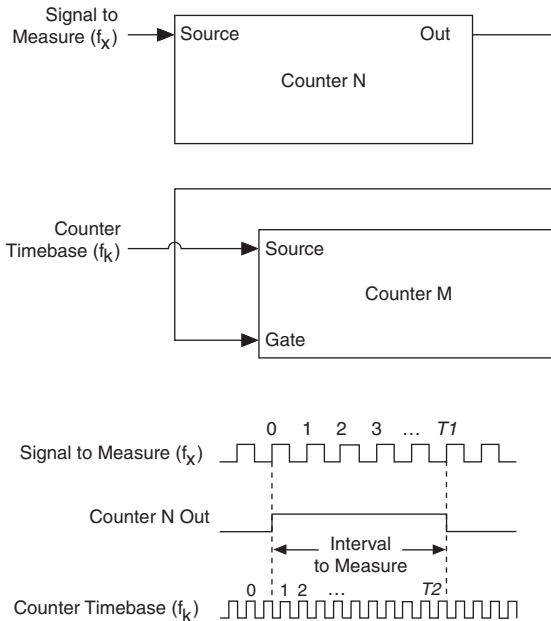 Signal to
Measure (fx)
Source
Out
Counter N
Counter
Timebase (fk)
Source
Counter M
Gate
0 1 2 3 ... T1
Signal to Measure (fx)
Counter N Out
Interval
to Measure
0 1 2 ... T2
Counter Timebase (fk)